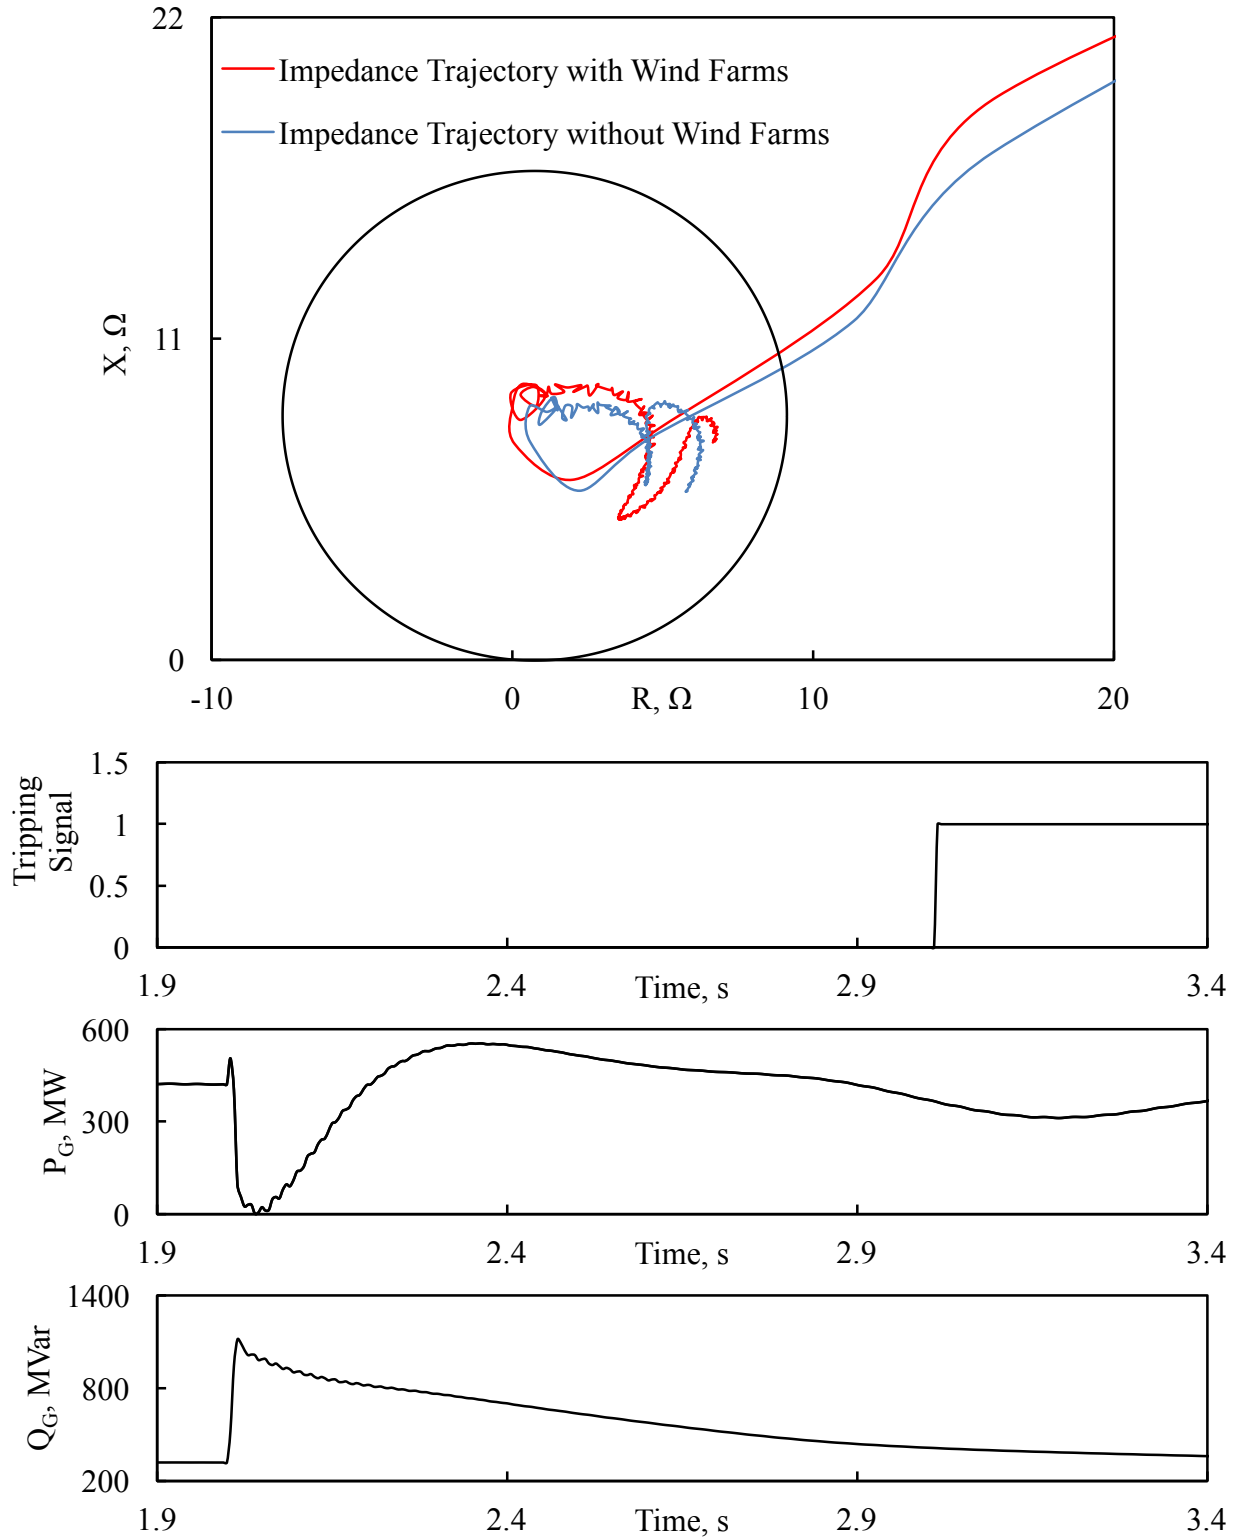 22
Impedance Trajectory with Wind Farms
Impedance Trajectory without Wind Farms
X, Ω
11
0
-10
0
R, Ω
10
20
Tripping
Signal
1.5
1
0.5
0
1.9
2.4
Time, s
2.9
3.4
P_G, MW
600
300
0
1.9
2.4
Time, s
2.9
3.4
Q_G, MVar
1400
800
200
1.9
2.4
Time, s
2.9
3.4